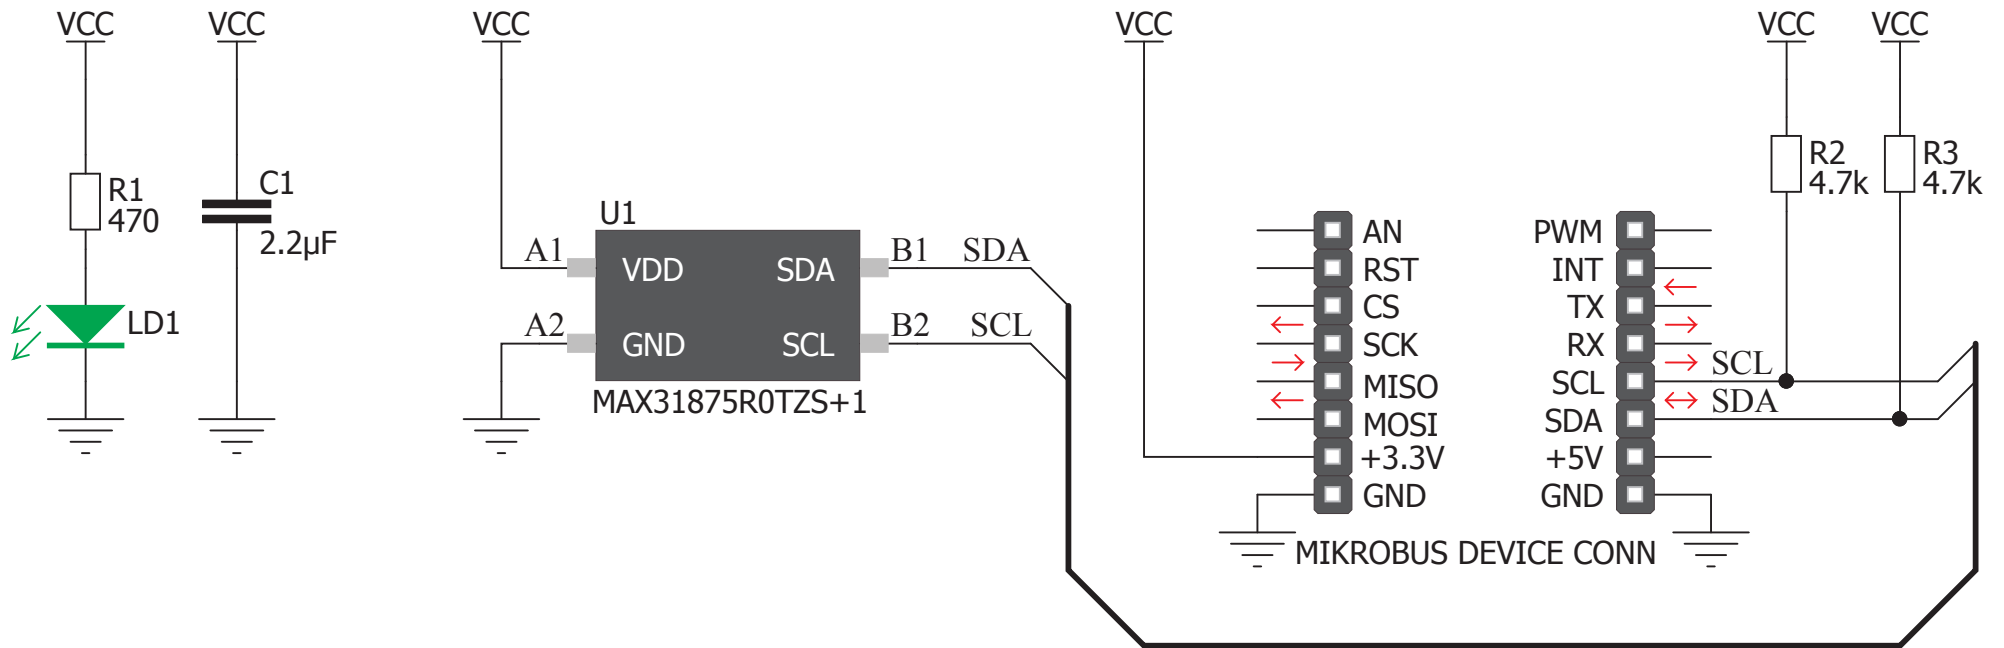 VCC
VCC
VCC
VCC
VCC
VCC
R1
470
C1
2.2µF
LD1
U1
A1
VDD
SDA
B1
SDA
A2
GND
SCL
B2
SCL
MAX31875R0TZS+1
R2
4.7k
R3
4.7k
AN
RST
CS
SCK
MISO
MOSI
+3.3V
GND
PWM
INT
TX
RX
SCL
SDA
+5V
GND
SCL
SDA
MIKROBUS DEVICE CONN